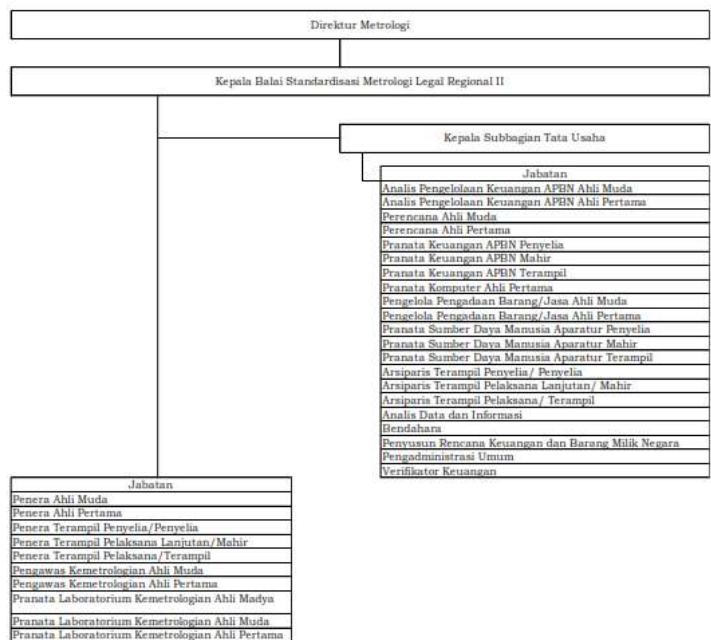 Direktur Metrologi
Kepala Balai Standardisasi Metrologi Legal Regional II
Kepala Subbagian Tata Usaha
Jabatan
Analis Pengelolaan Keuangan APBN Ahli Muda
Analis Pengelolaan Keuangan APBN Ahli Pertama
Perencana Ahli Muda
Perencana Ahli Pertama
Pranata Keuangan APBN Penyelia
Pranata Keuangan APBN Mahir
Pranata Keuangan APBN Terampil
Pranata Komputer Ahli Pertama
Pengelola Pengadaan Barang/Jasa Ahli Muda
Pengelola Pengadaan Barang/Jasa Ahli Pertama
Pranata Sumber Daya Manusia Aparatur Penyelia
Pranata Sumber Daya Manusia Aparatur Mahir
Pranata Sumber Daya Manusia Aparatur Terampil
Arsiparis Terampil Penyelia/ Penyelia
Arsiparis Terampil Pelaksana Lanjutan/ Mahir
Arsiparis Terampil Pelaksana/ Terampil
Analis Data dan Informasi
Bendahara
Penyusun Rencana Keuangan dan Barang Milik Negara
Pengadministrasi Umum
Verifikator Keuangan
Jabatan
Penera Ahli Muda
Penera Ahli Pertama
Penera Terampil Penyelia/Penyelia
Penera Terampil Pelaksana Lanjutan/Mahir
Penera Terampil Pelaksana/Terampil
Pengawas Kemetrologian Ahli Muda
Pengawas Kemetrologian Ahli Pertama
Pranata Laboratorium Kemetrologian Ahli Madya
Pranata Laboratorium Kemetrologian Ahli Muda
Pranata Laboratorium Kemetrologian Ahli Pertama